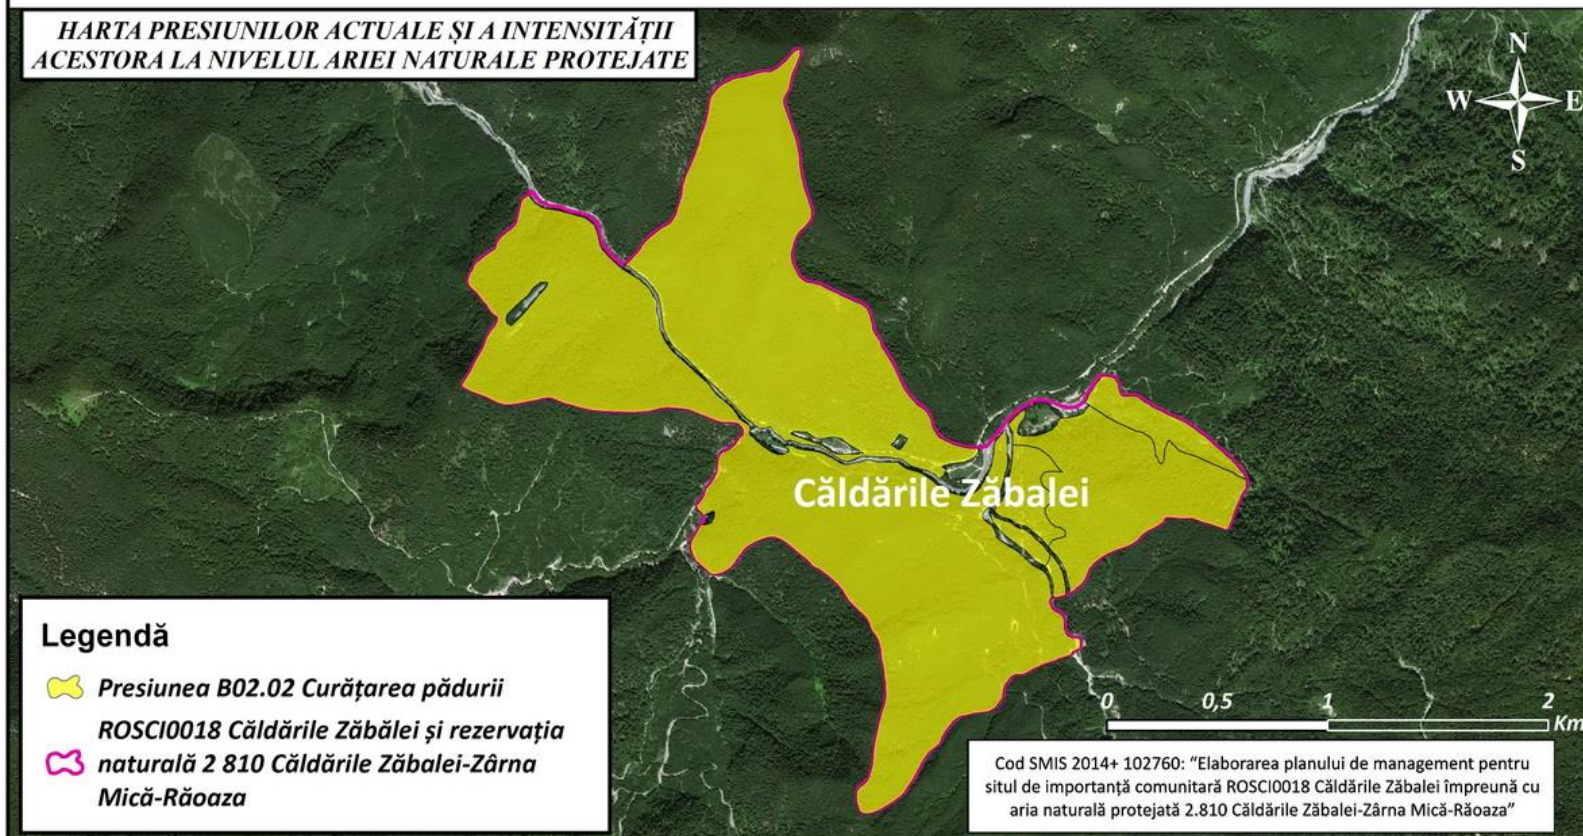 HARTA PRESIUNILOR ACTUALE ȘI A INTENSITĂȚII
ACESTORA LA NIVELUL ARIEI NATURALE PROTEJATE
N
W
E
S
Căldările Zăbalei
Legendă
Presiunea B02.02 Curățarea pădurii
ROSCI0018 Căldările Zăbălei și rezervația
naturală 2 810 Căldările Zăbalei-Zârna
Mică-Răoaza
0 0,5 1 2
Km
Cod SMIS 2014+ 102760: “Elaborarea planului de management pentru
situl de importanță comunitară ROSCI0018 Căldările Zăbalei împreună cu
aria naturală protejată 2.810 Căldările Zăbalei-Zârna Mică-Răoaza”